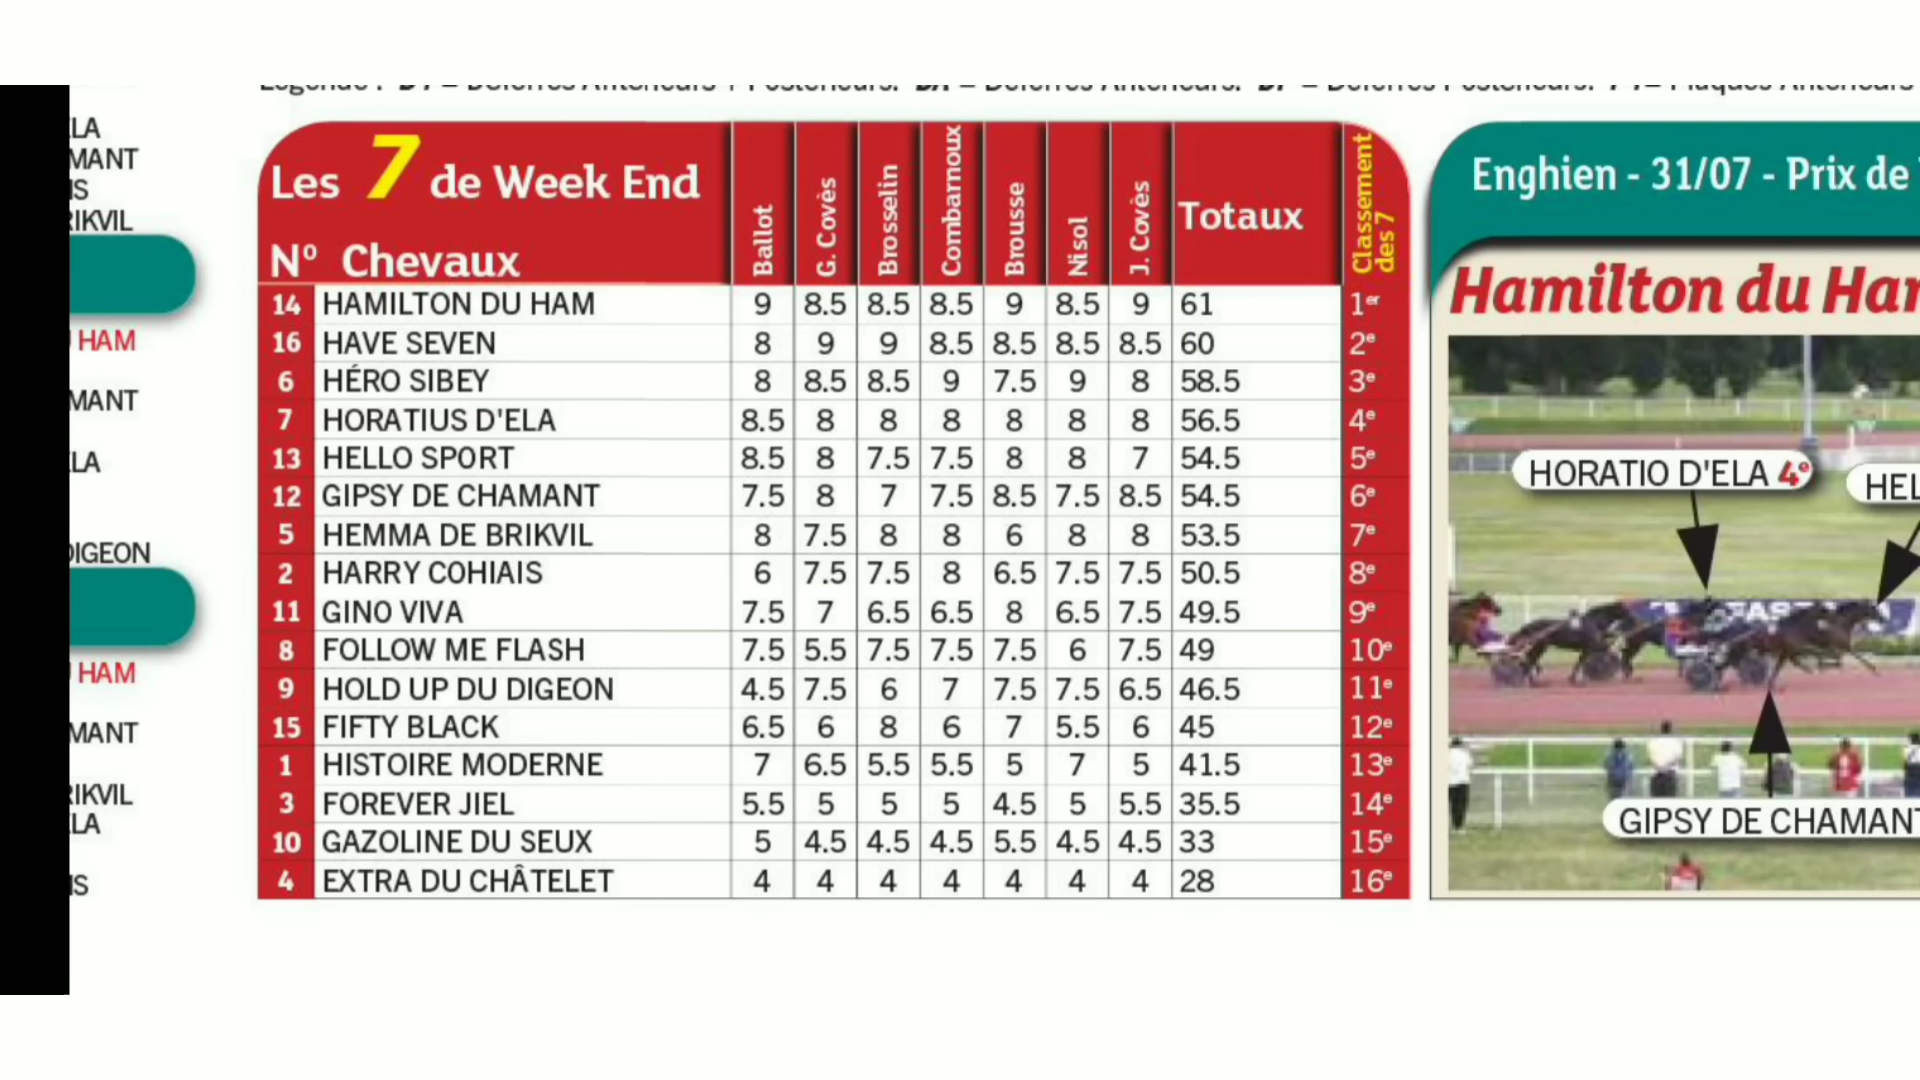 LA
MANT
IS
RIKVIL
HAM
MANT
LA
DIGEON
HAM
MANT
RIKVIL
LA
IS
Les 7 de Week End
N° Chevaux
Ballot
G. Covès
Brosselin
Combarnoux
Brousse
Nisol
J. Covès
Totaux
Classement
des 7
14 HAMILTON DU HAM 9 8.5 8.5 8.5 9 8.5 9 61 1er
16 HAVE SEVEN 8 9 9 8.5 8.5 8.5 8.5 60 2e
6 HÉRO SIBEY 8 8.5 8.5 9 7.5 9 8 58.5 3e
7 HORATIUS D'ELA 8.5 8 8 8 8 8 8 56.5 4e
13 HELLO SPORT 8.5 8 7.5 7.5 8 8 7 54.5 5e
12 GIPSY DE CHAMANT 7.5 8 7 7.5 8.5 7.5 8.5 54.5 6e
5 HEMMA DE BRIKVIL 8 7.5 8 8 6 8 8 53.5 7e
2 HARRY COHIAIS 6 7.5 7.5 8 6.5 7.5 7.5 50.5 8e
11 GINO VIVA 7.5 7 6.5 6.5 8 6.5 7.5 49.5 9e
8 FOLLOW ME FLASH 7.5 5.5 7.5 7.5 7.5 6 7.5 49 10e
9 HOLD UP DU DIGEON 4.5 7.5 6 7 7.5 7.5 6.5 46.5 11e
15 FIFTY BLACK 6.5 6 8 6 7 5.5 6 45 12e
1 HISTOIRE MODERNE 7 6.5 5.5 5.5 5 7 5 41.5 13e
3 FOREVER JIEL 5.5 5 5 5 4.5 5 5.5 35.5 14e
10 GAZOLINE DU SEUX 5 4.5 4.5 4.5 5.5 4.5 4.5 33 15e
4 EXTRA DU CHÂTELET 4 4 4 4 4 4 4 28 16e
Enghien - 31/07 - Prix de
Hamilton du Ham
HORATIO D'ELA 4e
HEL
GIPSY DE CHAMANT